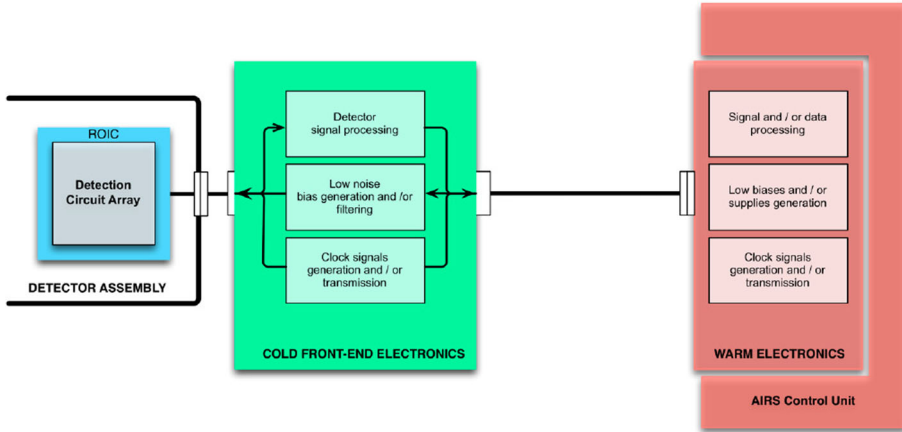 ROIC
Detection
Circuit Array
DETECTOR ASSEMBLY
Detector
signal processing
Low noise
bias generation and /or
filtering
Clock signals
generation and / or
transmission
COLD FRONT-END ELECTRONICS
Signal and / or data
processing
Low biases and / or
supplies generation
Clock signals
generation and / or
transmission
WARM ELECTRONICS
AIRS Control Unit